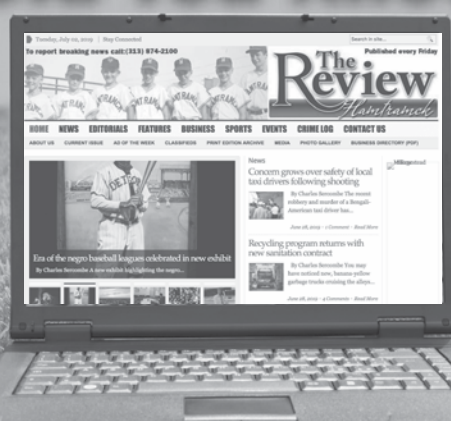 Tuesday, July 02, 2019 | Stay Connected
Search in site...
To report breaking news call:(313) 874-2100
Published every Friday
The
Review
Hamtramck
HOME NEWS EDITORIALS FEATURES BUSINESS SPORTS EVENTS CRIME LOG CONTACT US
ABOUT US CURRENT ISSUE AD OF THE WEEK CLASSIFIEDS PRINT EDITION ARCHIVE MEDIA PHOTO GALLERY BUSINESS DIRECTORY (PDF)
DETROIT
Era of the negro baseball leagues celebrated in new exhibit
By Charles Sercombe A new exhibit highlighting the negro...
News
Concern grows over safety of local
taxi drivers following shooting
By Charles Sercombe The recent
robbery and murder of a Bengali-
American taxi driver has...
June 28, 2019 · 1 Comment · Read More
Recycling program returns with
new sanitation contract
By Charles Sercombe You may
have noticed new, banana-yellow
garbage trucks cruising the alleys...
June 28, 2019 · 4 Comments · Read More